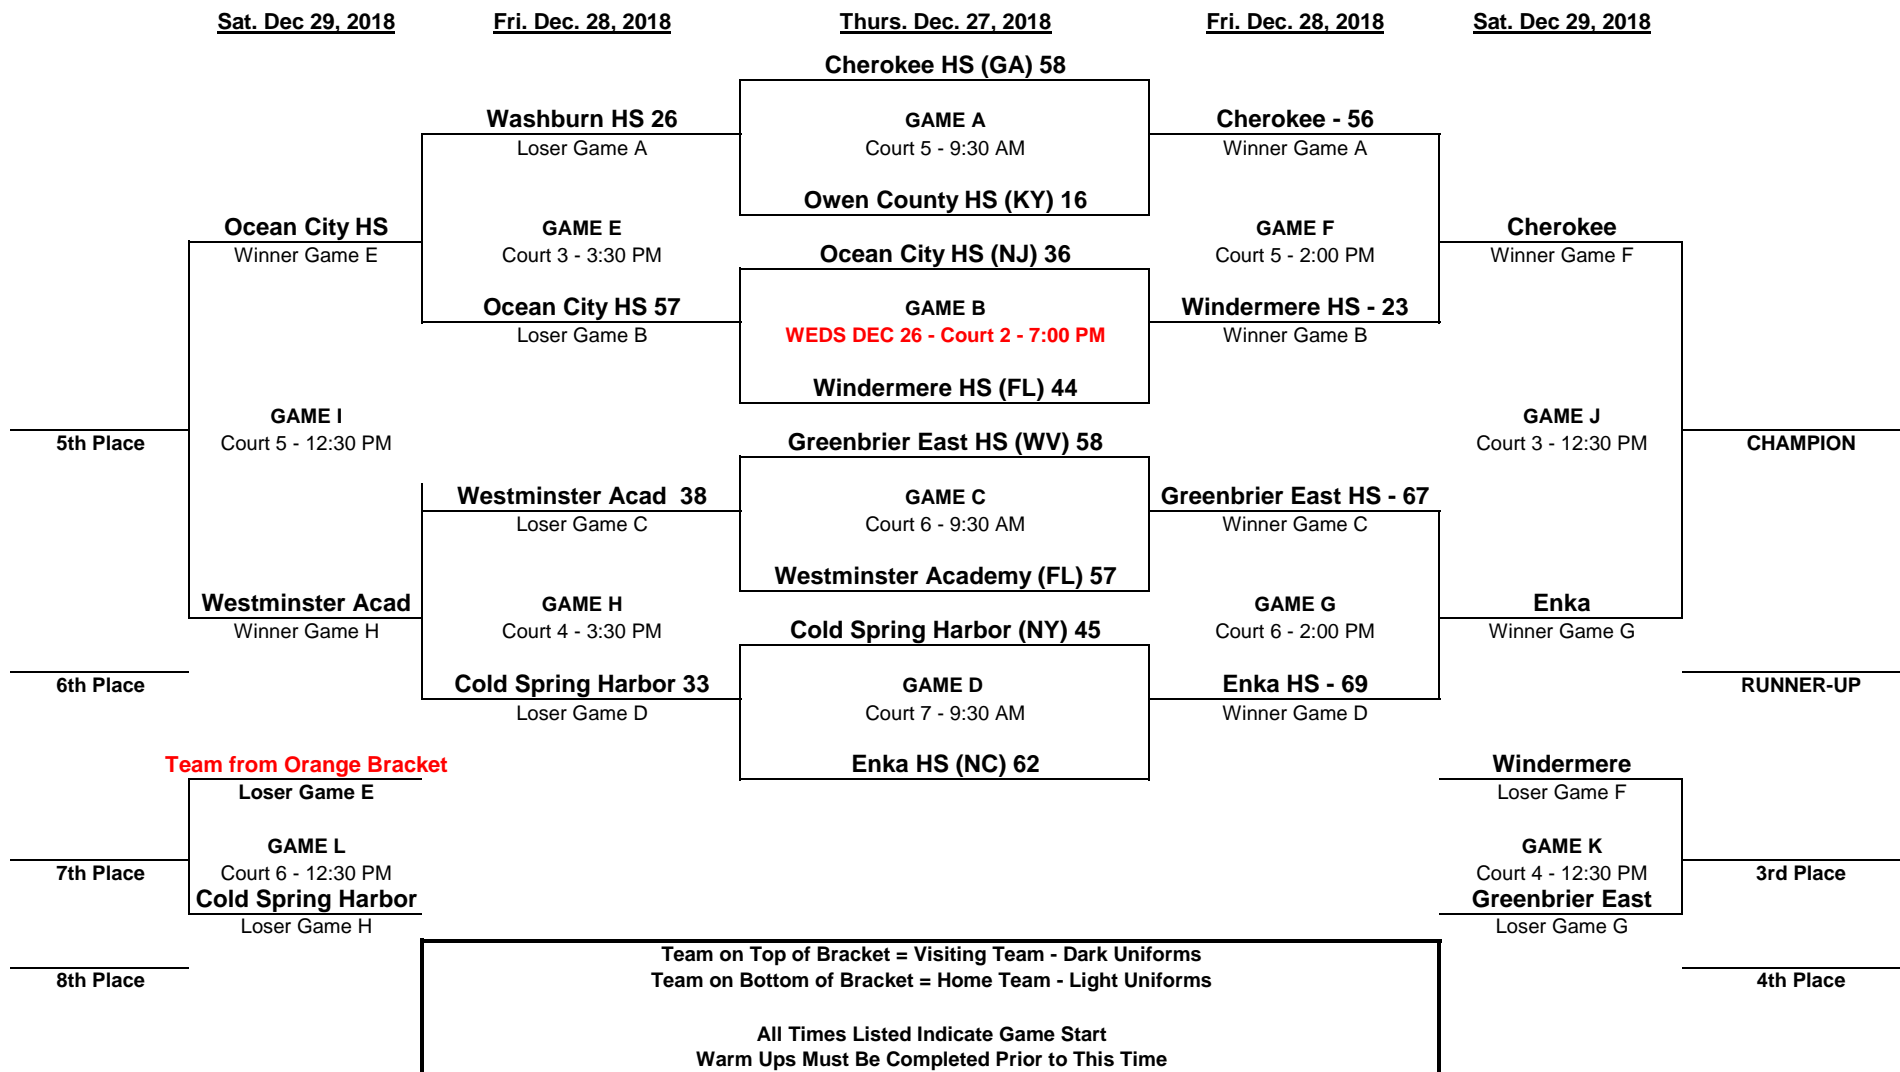 Sat. Dec 29, 2018
Fri. Dec. 28, 2018
Thurs. Dec. 27, 2018
Fri. Dec. 28, 2018
Sat. Dec 29, 2018
Cherokee HS (GA) 58
Washburn HS 26
GAME A
Cherokee - 56
Loser Game A
Court 5 - 9:30 AM
Winner Game A
Owen County HS (KY) 16
Ocean City HS
GAME E
GAME F
Cherokee
Winner Game E
Court 3 - 3:30 PM
Ocean City HS (NJ) 36
Court 5 - 2:00 PM
Winner Game F
Ocean City HS 57
GAME B
Windermere HS - 23
Loser Game B
WEDS DEC 26 - Court 2 - 7:00 PM
Winner Game B
Windermere HS (FL) 44
GAME I
GAME J
5th Place
Court 5 - 12:30 PM
Greenbrier East HS (WV) 58
Court 3 - 12:30 PM
CHAMPION
Westminster Acad  38
GAME C
Greenbrier East HS - 67
Loser Game C
Court 6 - 9:30 AM
Winner Game C
Westminster Academy (FL) 57
Westminster Acad
GAME H
GAME G
Enka
Winner Game H
Court 4 - 3:30 PM
Cold Spring Harbor (NY) 45
Court 6 - 2:00 PM
Winner Game G
6th Place
Cold Spring Harbor 33
GAME D
Enka HS - 69
RUNNER-UP
Loser Game D
Court 7 - 9:30 AM
Winner Game D
Team from Orange Bracket
Enka HS (NC) 62
Windermere
Loser Game E
Loser Game F
GAME L
GAME K
7th Place
Court 6 - 12:30 PM
Court 4 - 12:30 PM
3rd Place
Cold Spring Harbor
Greenbrier East
Loser Game H
Loser Game G
Team on Top of Bracket = Visiting Team - Dark Uniforms
8th Place
Team on Bottom of Bracket = Home Team - Light Uniforms
4th Place
All Times Listed Indicate Game Start
Warm Ups Must Be Completed Prior to This Time